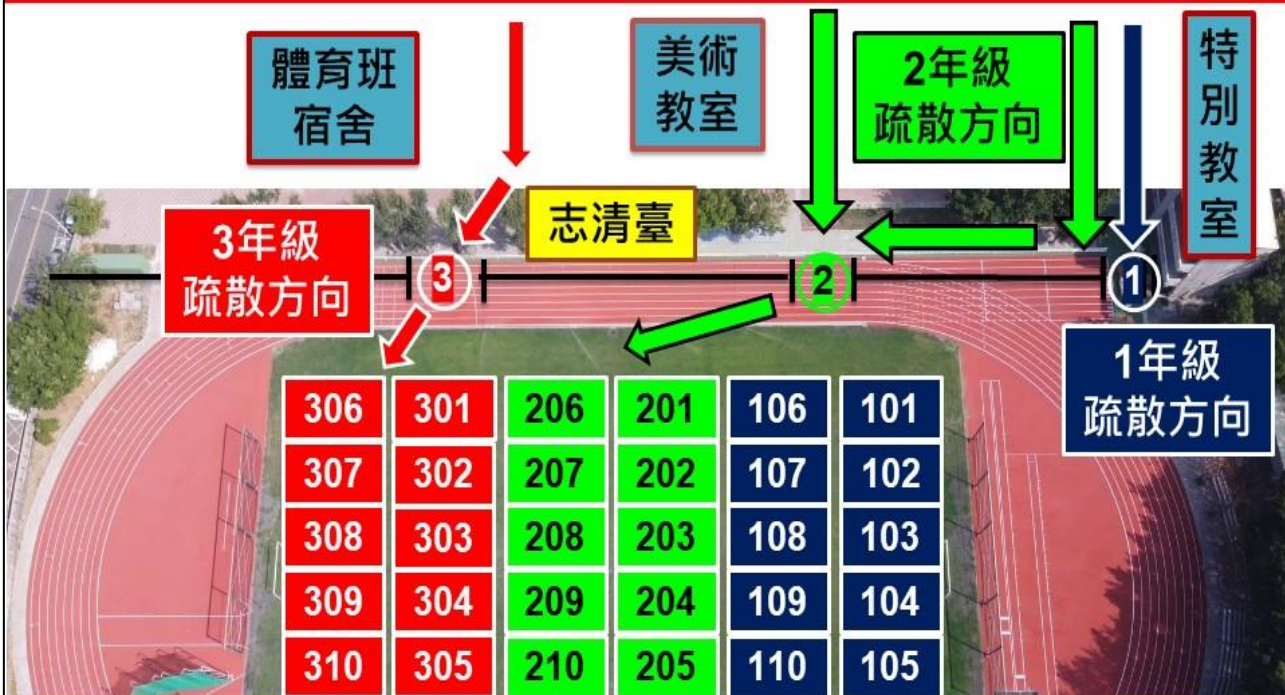 體育班
宿舍
美術
教室
2年級
疏散方向
特
別
教
室
3年級
疏散方向
志清臺
3
2
1
1年級
疏散方向
306 301 206 201 106 101
307 302 207 202 107 102
308 303 208 203 108 103
309 304 209 204 109 104
310 305 210 205 110 105